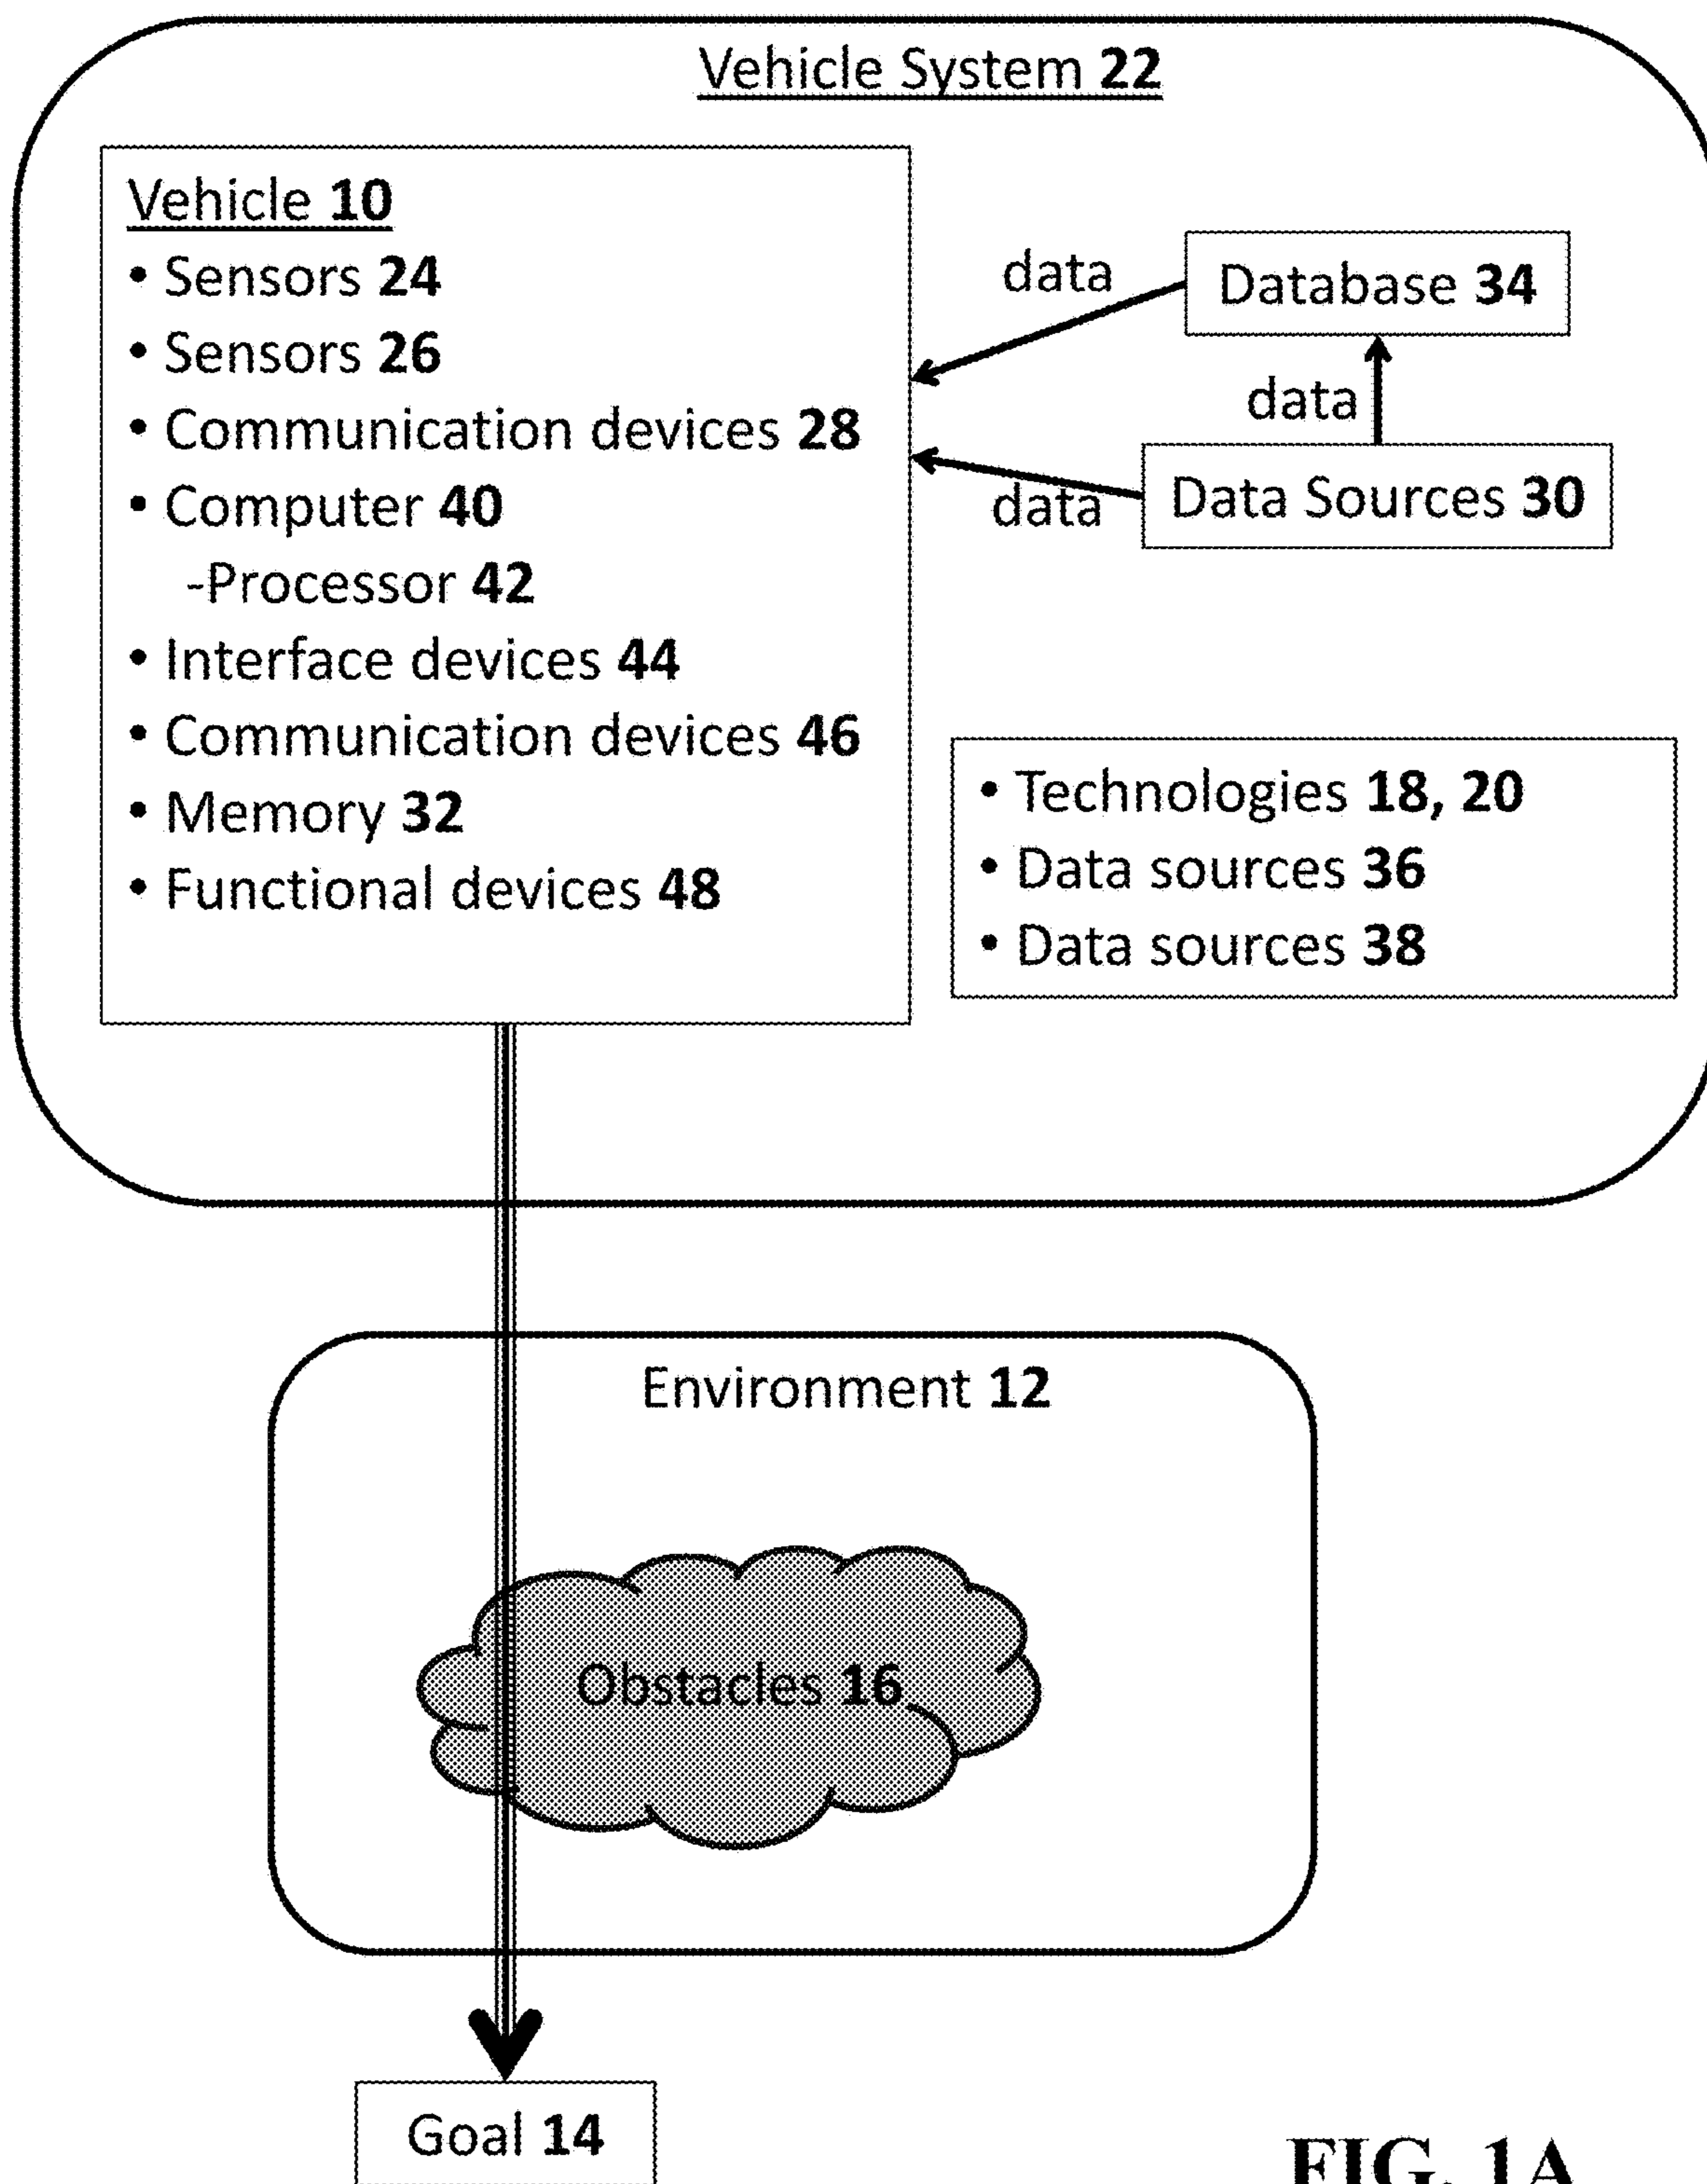 Vehicle System 22
Vehicle 10
• Sensors 24
• Sensors 26
• Communication devices 28
• Computer 40
-Processor 42
• Interface devices 44
• Communication devices 46
• Memory 32
• Functional devices 48
data
Database 34
data
data
Data Sources 30
• Technologies 18, 20
• Data sources 36
• Data sources 38
Environment 12
Obstacles 16
Goal 14
FIG. 1A